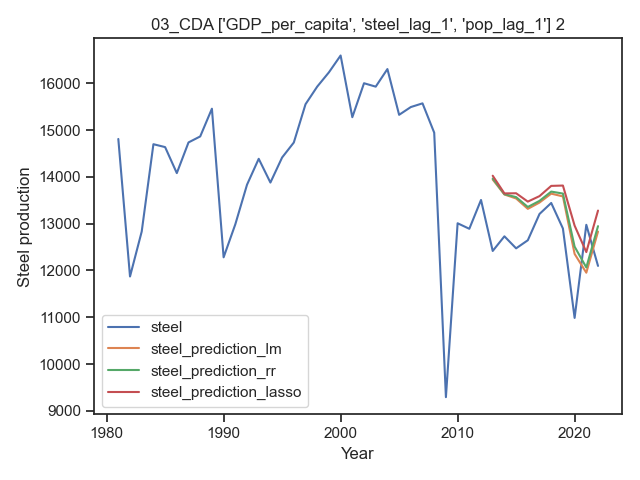 03_CDA ['GDP_per_capita', 'steel_lag_1', 'pop_lag_1'] 2
16000
15000
14000
13000
12000
11000
10000
9000
Steel production
steel
steel_prediction_lm
steel_prediction_rr
steel_prediction_lasso
1980
1990
2000
2010
2020
Year